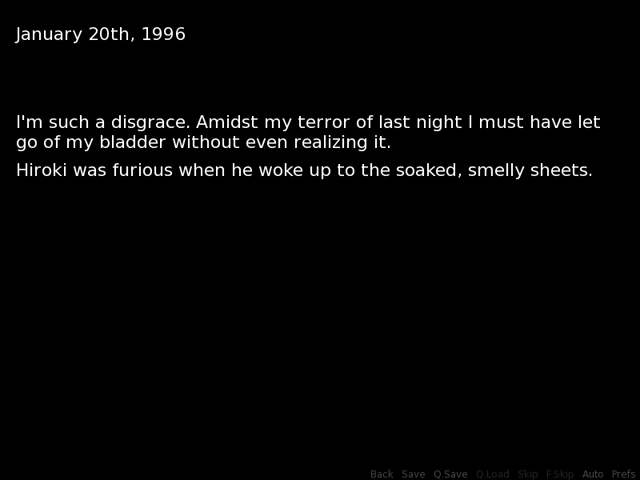 January 20th, 1996
I'm such a disgrace. Amidst my terror of last night I must have let
go of my bladder without even realizing it.
Hiroki was furious when he woke up to the soaked, smelly sheets.
Back Save Q.Save Q.Load Skip F.Skip Auto Prefs